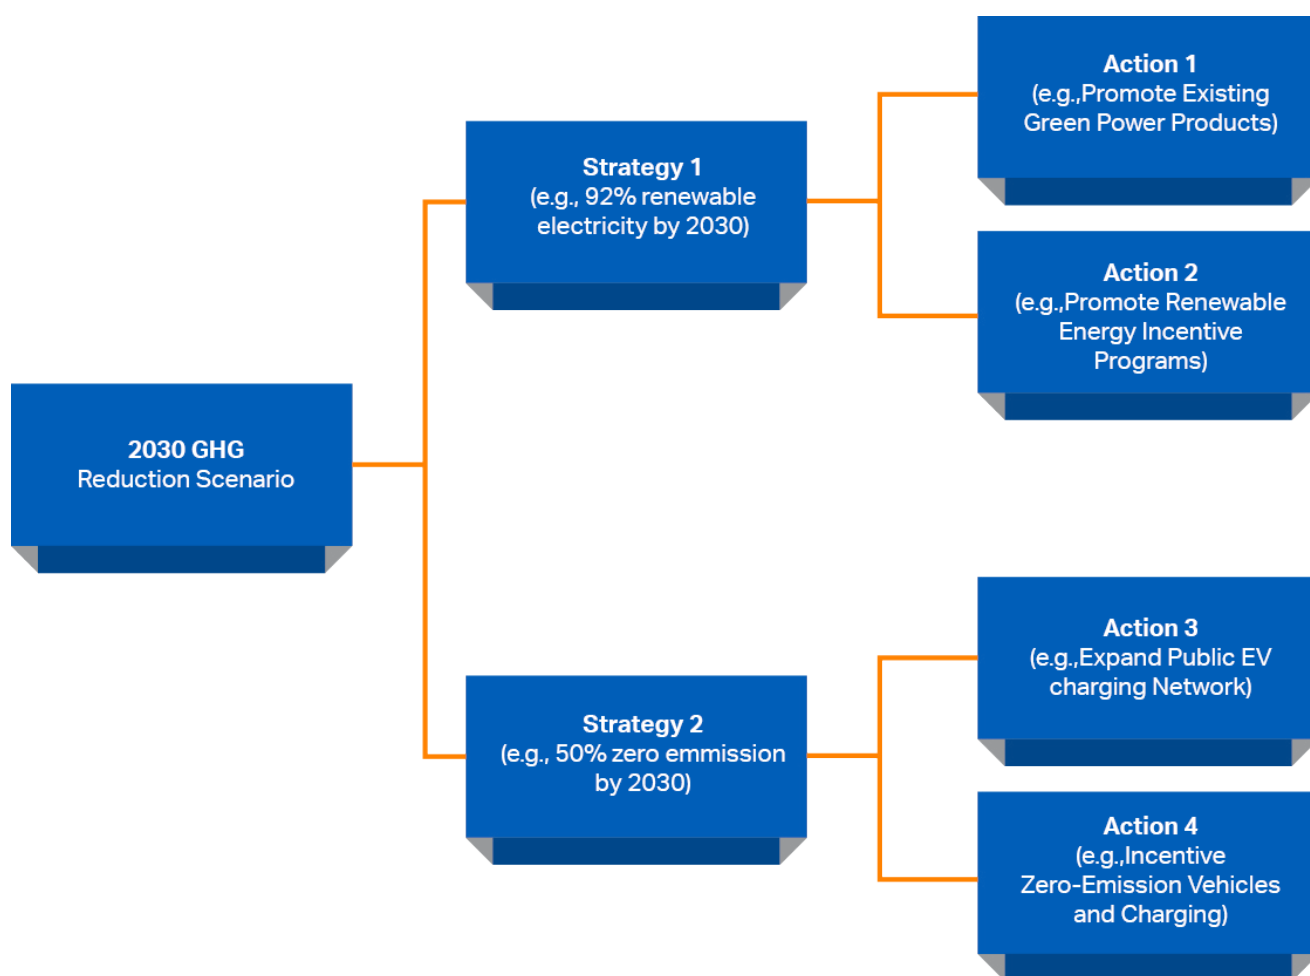 2030 GHG
Reduction Scenario
Strategy 1
(e.g., 92% renewable
electricity by 2030)
Action 1
(e.g.,Promote Existing
Green Power Products)
Action 2
(e.g.,Promote Renewable
Energy Incentive
Programs)
Strategy 2
(e.g., 50% zero emmission
by 2030)
Action 3
(e.g.,Expand Public EV
charging Network)
Action 4
(e.g.,Incentive
Zero-Emission Vehicles
and Charging)